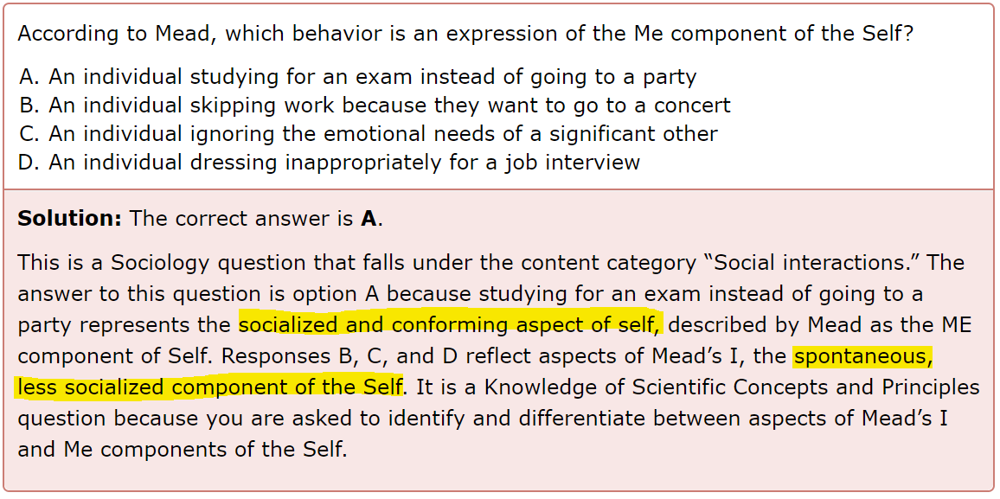 According to Mead, which behavior is an expression of the Me component of the Self?
A. An individual studying for an exam instead of going to a party
B. An individual skipping work because they want to go to a concert
C. An individual ignoring the emotional needs of a significant other
D. An individual dressing inappropriately for a job interview
Solution: The correct answer is A.
This is a Sociology question that falls under the content category “Social interactions.” The
answer to this question is option A because studying for an exam instead of going to a
party represents the socialized and conforming aspect of self, described by Mead as the ME
component of Self. Responses B, C, and D reflect aspects of Mead’s I, the spontaneous,
less socialized component of the Self. It is a Knowledge of Scientific Concepts and Principles
question because you are asked to identify and differentiate between aspects of Mead’s I
and Me components of the Self.